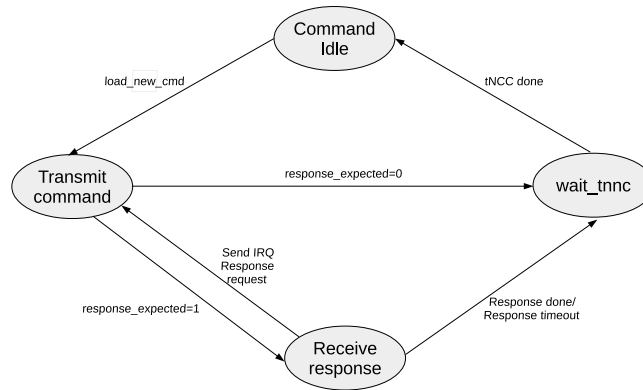 Command
Idle
load_new_cmd
tNCC done
Transmit
command
response_expected=0
wait_tnnc
Send IRQ
Response
request
response_expected=1
Response done/
Response timeout
Receive
response